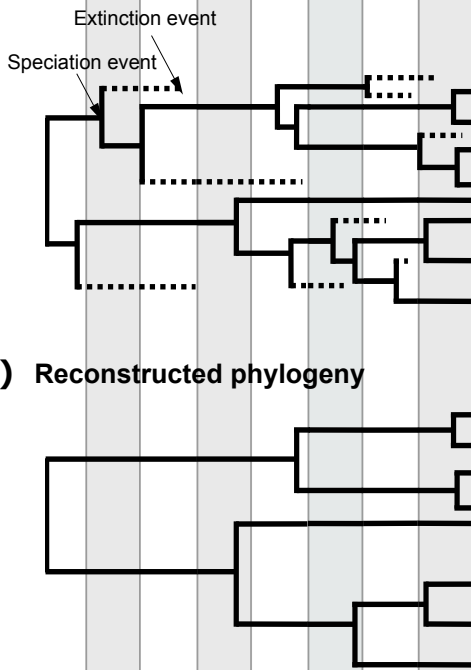 Extinction event
Speciation event
) Reconstructed phylogeny